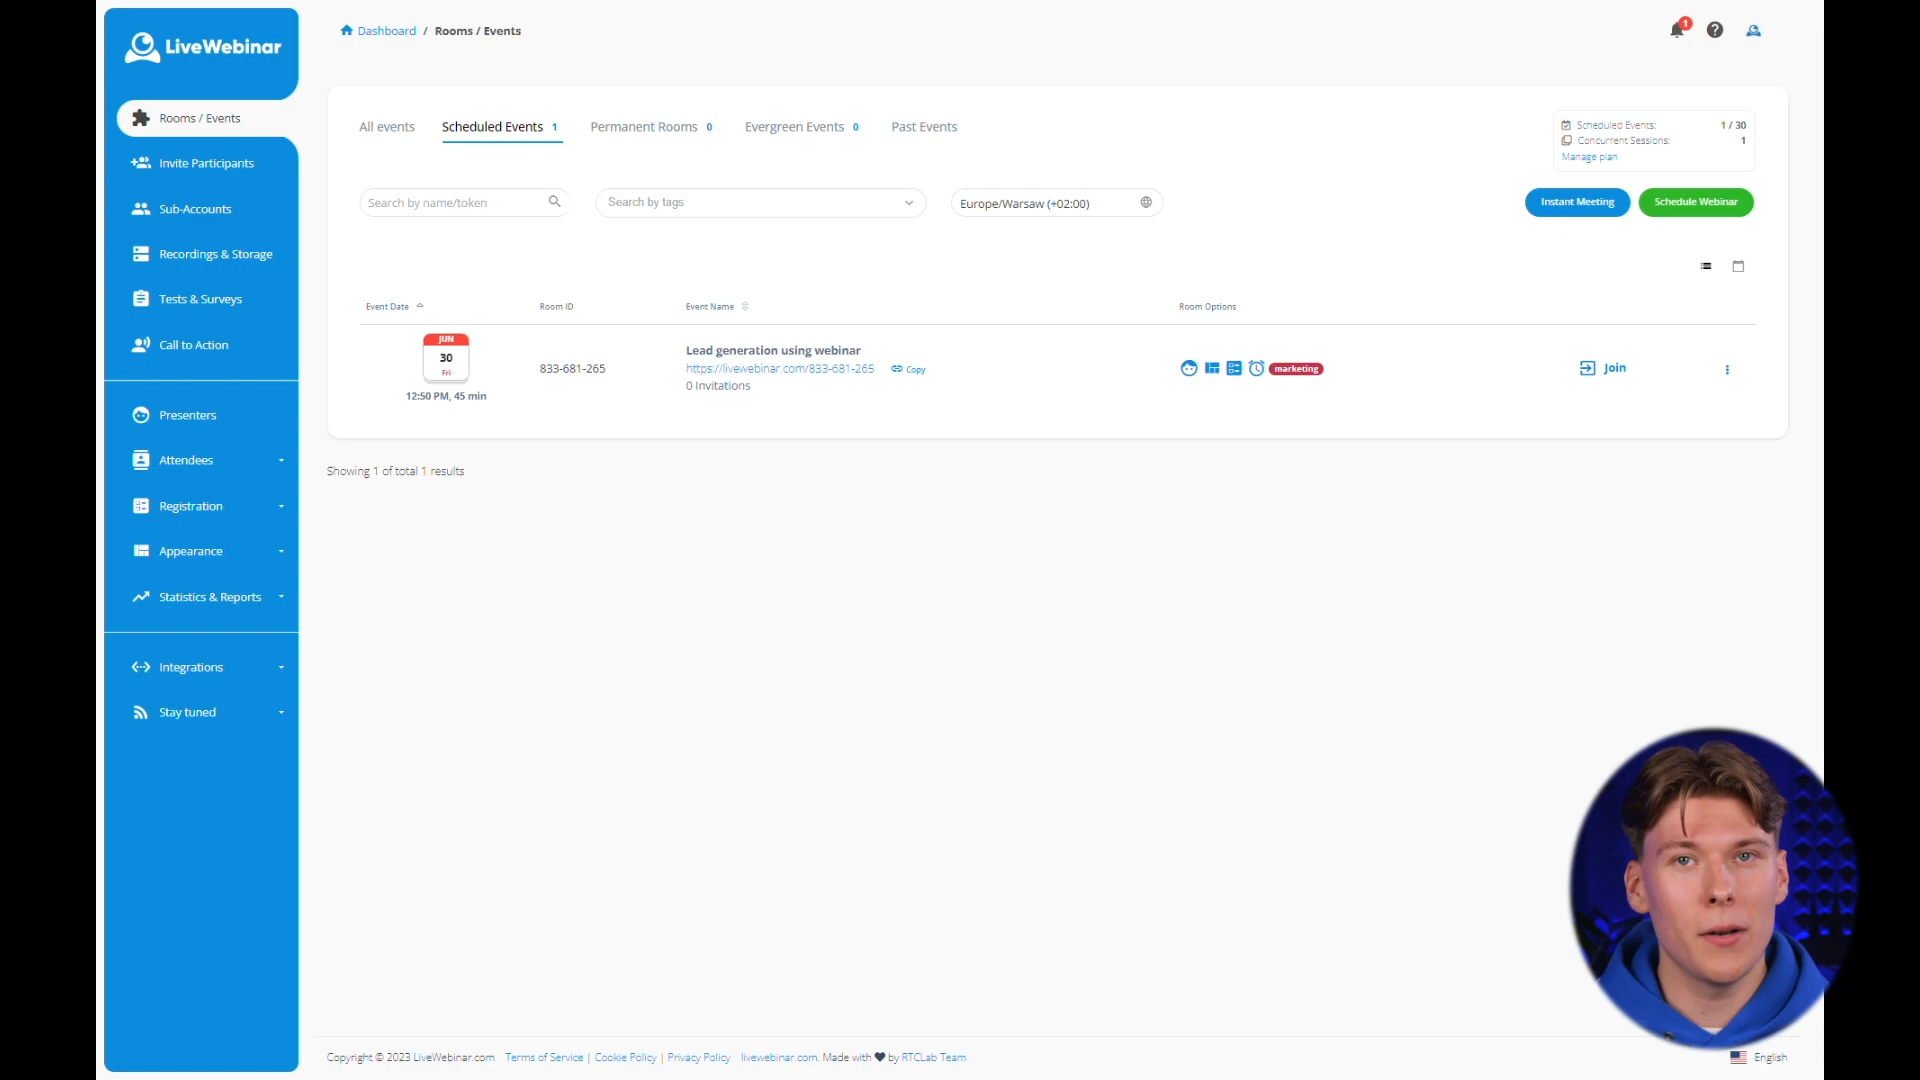 LiveWebinar
Dashboard / Rooms / Events
1
Rooms / Events
Invite Participants
Sub-Accounts
Recordings & Storage
Tests & Surveys
Call to Action
Presenters
Attendees
Registration
Appearance
Statistics & Reports
Integrations
Stay tuned
All events Scheduled Events 1 Permanent Rooms 0 Evergreen Events 0 Past Events
Scheduled Events: 1 / 30
Concurrent Sessions: 1
Manage plan
Search by name/token Search by tags Europe/Warsaw (+02:00) Instant Meeting Schedule Webinar
Event Date Room ID Event Name Room Options
JUN
30
Fri
12:50 PM, 45 min
833-681-265
Lead generation using webinar
https://livewebinar.com/833-681-265 Copy
0 Invitations
marketing
Join
Showing 1 of total 1 results
Copyright © 2023 LiveWebinar.com Terms of Service | Cookie Policy | Privacy Policy livewebinar.com. Made with by RTCLab Team
English